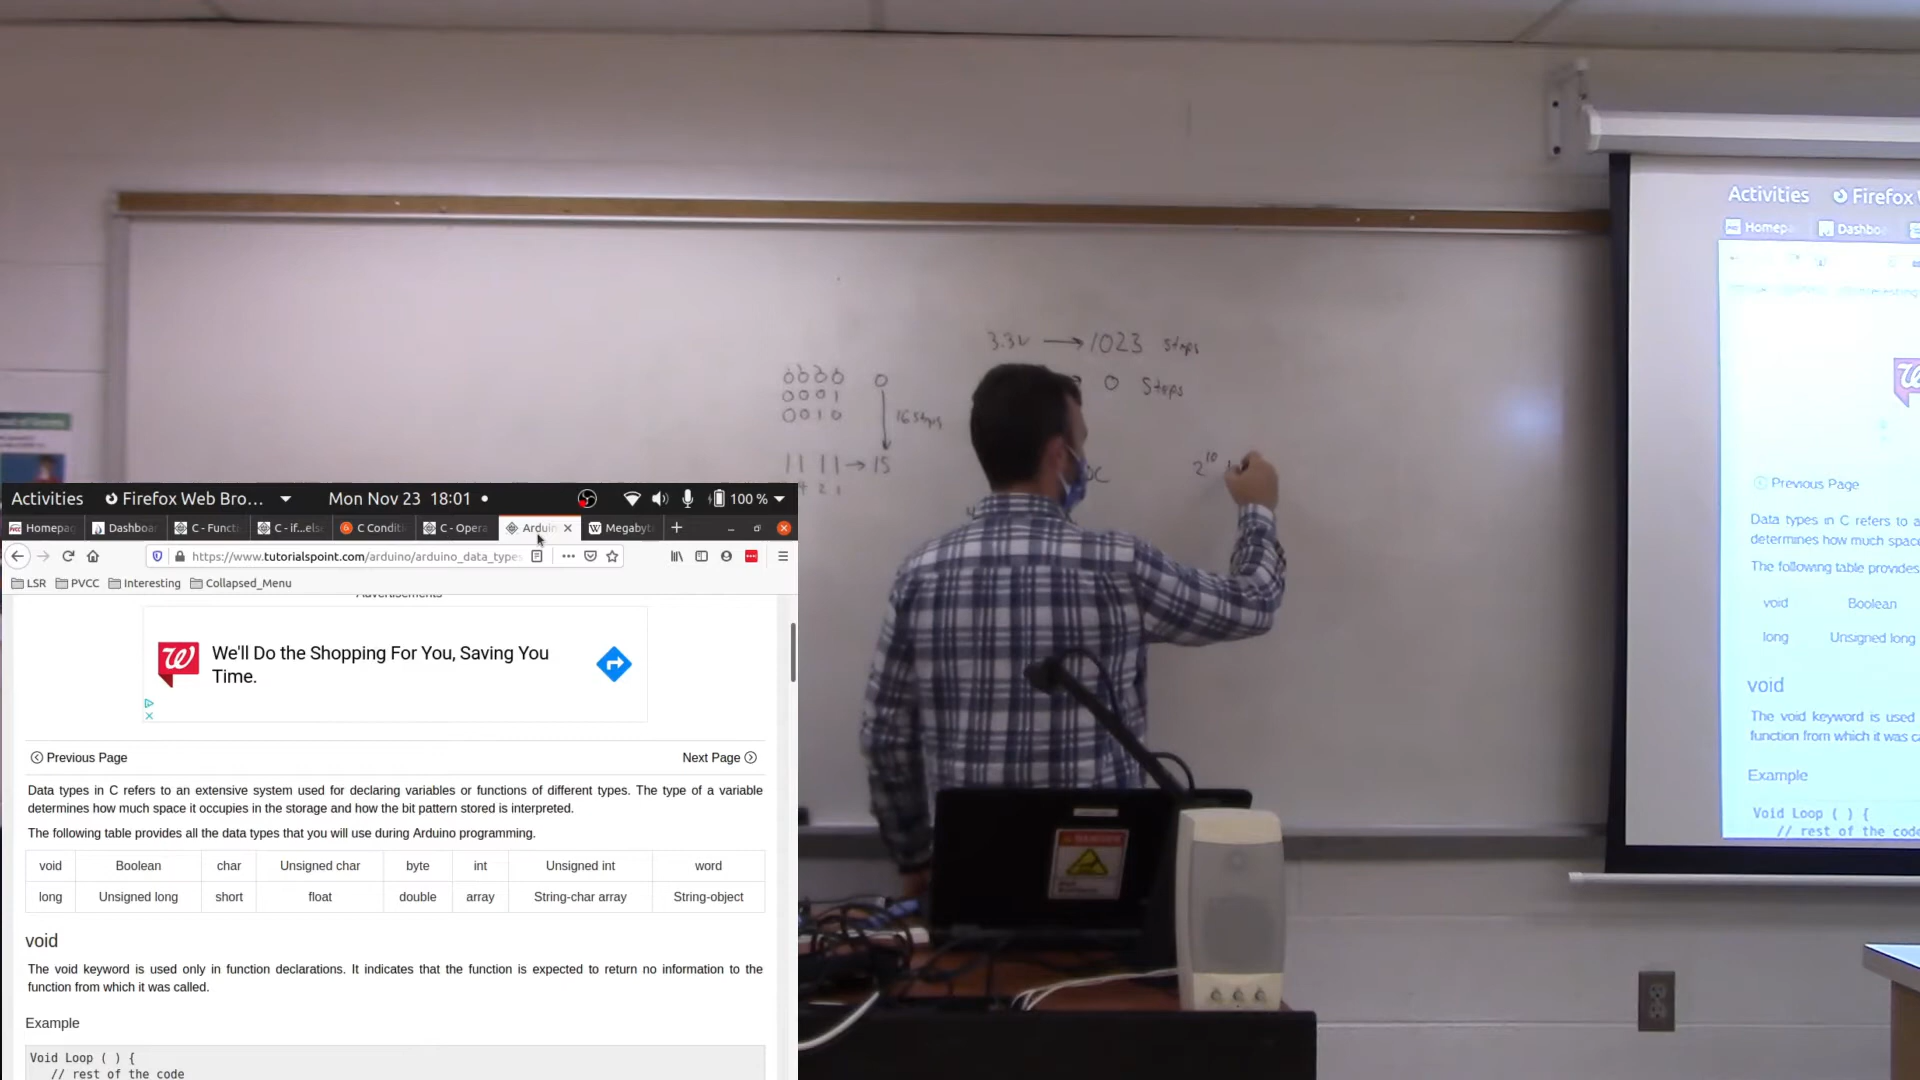 3.3V → 1023 Steps
0 Steps
0000 0
0001
0010 16 Steps
1111 → 15
4 2 1
DC
2^10
Activities Firefox Web Bro... Mon Nov 23 18:01 100 %
Homepa Dashboa C - Functi C - if...els C Condit C - Opera Ardui Megabyt
https://www.tutorialspoint.com/arduino/arduino_data_types
LSR PVCC Interesting Collapsed_Menu
Advertisements
We'll Do the Shopping For You, Saving You
Time.
Previous Page Next Page
Data types in C refers to an extensive system used for declaring variables or functions of different types. The type of a variable
determines how much space it occupies in the storage and how the bit pattern stored is interpreted.
The following table provides all the data types that you will use during Arduino programming.
void Boolean char Unsigned char byte int Unsigned int word
long Unsigned long short float double array String-char array String-object
void
The void keyword is used only in function declarations. It indicates that the function is expected to return no information to the
function from which it was called.
Example
Void Loop ( ) {
// rest of the code
Activities Firefox
Homepa Dashbo
Previous Page
Data types in C refers to a
determines how much space
The following table provides
void Boolean
long Unsigned long
void
The void keyword is used
function from which it was ca
Example
Void Loop ( ) {
// rest of the code